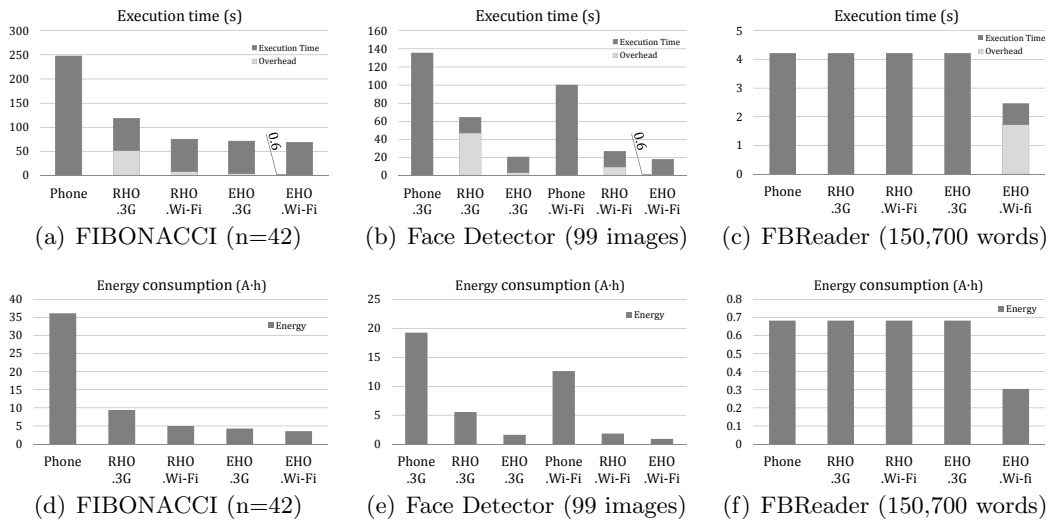 Execution time (s)
300
250
200
150
100
50
0
Execution Time
Overhead
0.6
Phone
RHO .3G
RHO .Wi-Fi
EHO .3G
EHO .Wi-Fi
(a) FIBONACCI (n=42)
Execution time (s)
160
140
120
100
80
60
40
20
0
Execution Time
Overhead
0.6
Phone .3G
RHO .3G
EHO .3G
Phone .Wi-Fi
RHO .Wi-Fi
EHO .Wi-Fi
(b) Face Detector (99 images)
Execution time (s)
5
4
3
2
1
0
Execution Time
Overhead
Phone
RHO .3G
RHO .Wi-Fi
EHO .3G
EHO .Wi-fi
(c) FBReader (150,700 words)
Energy consumption (A·h)
40
35
30
25
20
15
10
5
0
Energy
Phone
RHO .3G
RHO .Wi-Fi
EHO .3G
EHO .Wi-Fi
(d) FIBONACCI (n=42)
Energy consumption (A·h)
25
20
15
10
5
0
Energy
Phone .3G
RHO .3G
EHO .3G
Phone .Wi-Fi
RHO .Wi-Fi
EHO .Wi-Fi
(e) Face Detector (99 images)
Energy consumption (A·h)
0.8
0.7
0.6
0.5
0.4
0.3
0.2
0.1
0
Energy
Phone
RHO .3G
RHO .Wi-Fi
EHO .3G
EHO .Wi-fi
(f) FBReader (150,700 words)